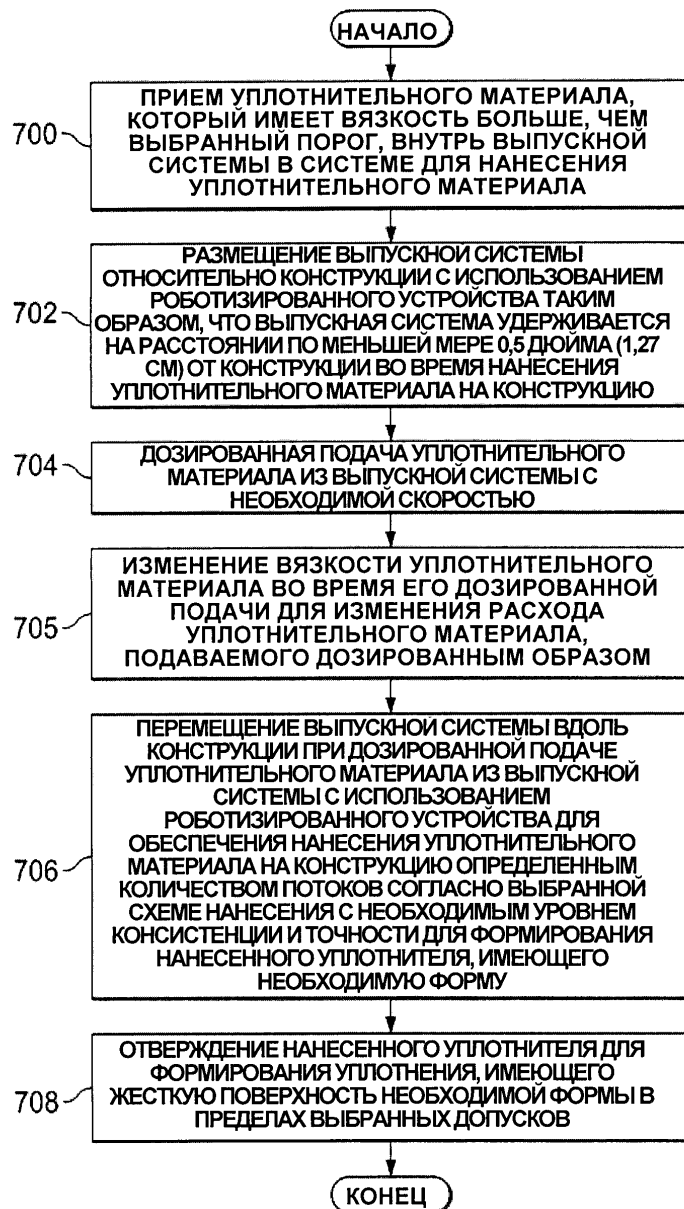 НАЧАЛО
700
ПРИЕМ УПЛОТНИТЕЛЬНОГО МАТЕРИАЛА,
КОТОРЫЙ ИМЕЕТ ВЯЗКОСТЬ БОЛЬШЕ, ЧЕМ
ВЫБРАННЫЙ ПОРОГ, ВНУТРЬ ВЫПУСКНОЙ
СИСТЕМЫ В СИСТЕМЕ ДЛЯ НАНЕСЕНИЯ
УПЛОТНИТЕЛЬНОГО МАТЕРИАЛА
702
РАЗМЕЩЕНИЕ ВЫПУСКНОЙ СИСТЕМЫ
ОТНОСИТЕЛЬНО КОНСТРУКЦИИ С ИСПОЛЬЗОВАНИЕМ
РОБОТИЗИРОВАННОГО УСТРОЙСТВА ТАКИМ
ОБРАЗОМ, ЧТО ВЫПУСКНАЯ СИСТЕМА УДЕРЖИВАЕТСЯ
НА РАССТОЯНИИ ПО МЕНЬШЕЙ МЕРЕ 0,5 ДЮЙМА (1,27
СМ) ОТ КОНСТРУКЦИИ ВО ВРЕМЯ НАНЕСЕНИЯ
УПЛОТНИТЕЛЬНОГО МАТЕРИАЛА НА КОНСТРУКЦИЮ
704
ДОЗИРОВАННАЯ ПОДАЧА УПЛОТНИТЕЛЬНОГО
МАТЕРИАЛА ИЗ ВЫПУСКНОЙ СИСТЕМЫ С
НЕОБХОДИМОЙ СКОРОСТЬЮ
705
ИЗМЕНЕНИЕ ВЯЗКОСТИ УПЛОТНИТЕЛЬНОГО
МАТЕРИАЛА ВО ВРЕМЯ ЕГО ДОЗИРОВАННОЙ
ПОДАЧИ ДЛЯ ИЗМЕНЕНИЯ РАСХОДА
УПЛОТНИТЕЛЬНОГО МАТЕРИАЛА,
ПОДАВАЕМОГО ДОЗИРОВАННЫМ ОБРАЗОМ
706
ПЕРЕМЕЩЕНИЕ ВЫПУСКНОЙ СИСТЕМЫ ВДОЛЬ
КОНСТРУКЦИИ ПРИ ДОЗИРОВАННОЙ ПОДАЧЕ
УПЛОТНИТЕЛЬНОГО МАТЕРИАЛА ИЗ ВЫПУСКНОЙ
СИСТЕМЫ С ИСПОЛЬЗОВАНИЕМ
РОБОТИЗИРОВАННОГО УСТРОЙСТВА ДЛЯ
ОБЕСПЕЧЕНИЯ НАНЕСЕНИЯ УПЛОТНИТЕЛЬНОГО
МАТЕРИАЛА НА КОНСТРУКЦИЮ ОПРЕДЕЛЕННЫМ
КОЛИЧЕСТВОМ ПОТОКОВ СОГЛАСНО ВЫБРАННОЙ
СХЕМЕ НАНЕСЕНИЯ С НЕОБХОДИМЫМ УРОВНЕМ
КОНСИСТЕНЦИИ И ТОЧНОСТИ ДЛЯ ФОРМИРОВАНИЯ
НАНЕСЕННОГО УПЛОТНИТЕЛЯ, ИМЕЮЩЕГО
НЕОБХОДИМУЮ ФОРМУ
708
ОТВЕРЖДЕНИЕ НАНЕСЕННОГО УПЛОТНИТЕЛЯ ДЛЯ
ФОРМИРОВАНИЯ УПЛОТНЕНИЯ, ИМЕЮЩЕГО
ЖЕСТКУЮ ПОВЕРХНОСТЬ НЕОБХОДИМОЙ ФОРМЫ В
ПРЕДЕЛАХ ВЫБРАННЫХ ДОПУСКОВ
КОНЕЦ